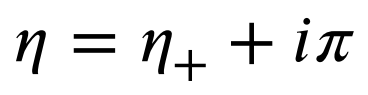 η = η₊ + iπ